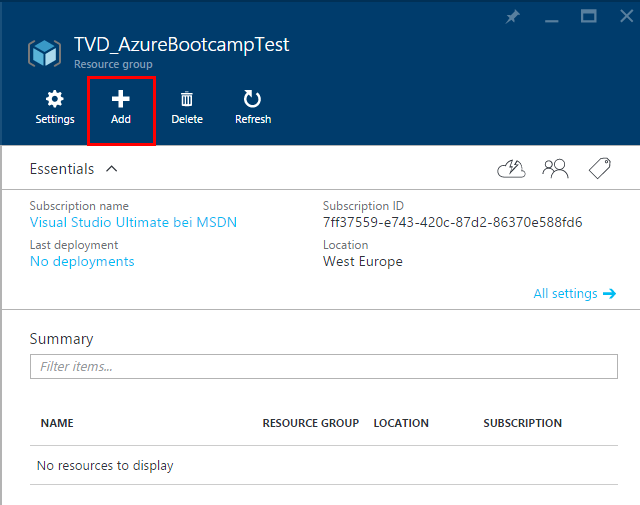 TVD_AzureBootcampTest
Resource group
Settings Add Delete Refresh
Essentials
Subscription name Subscription ID
Visual Studio Ultimate bei MSDN 7ff37559-e743-420c-87d2-86370e588fd6
Last deployment Location
No deployments West Europe
All settings
Summary
Filter items...
NAME RESOURCE GROUP LOCATION SUBSCRIPTION
No resources to display